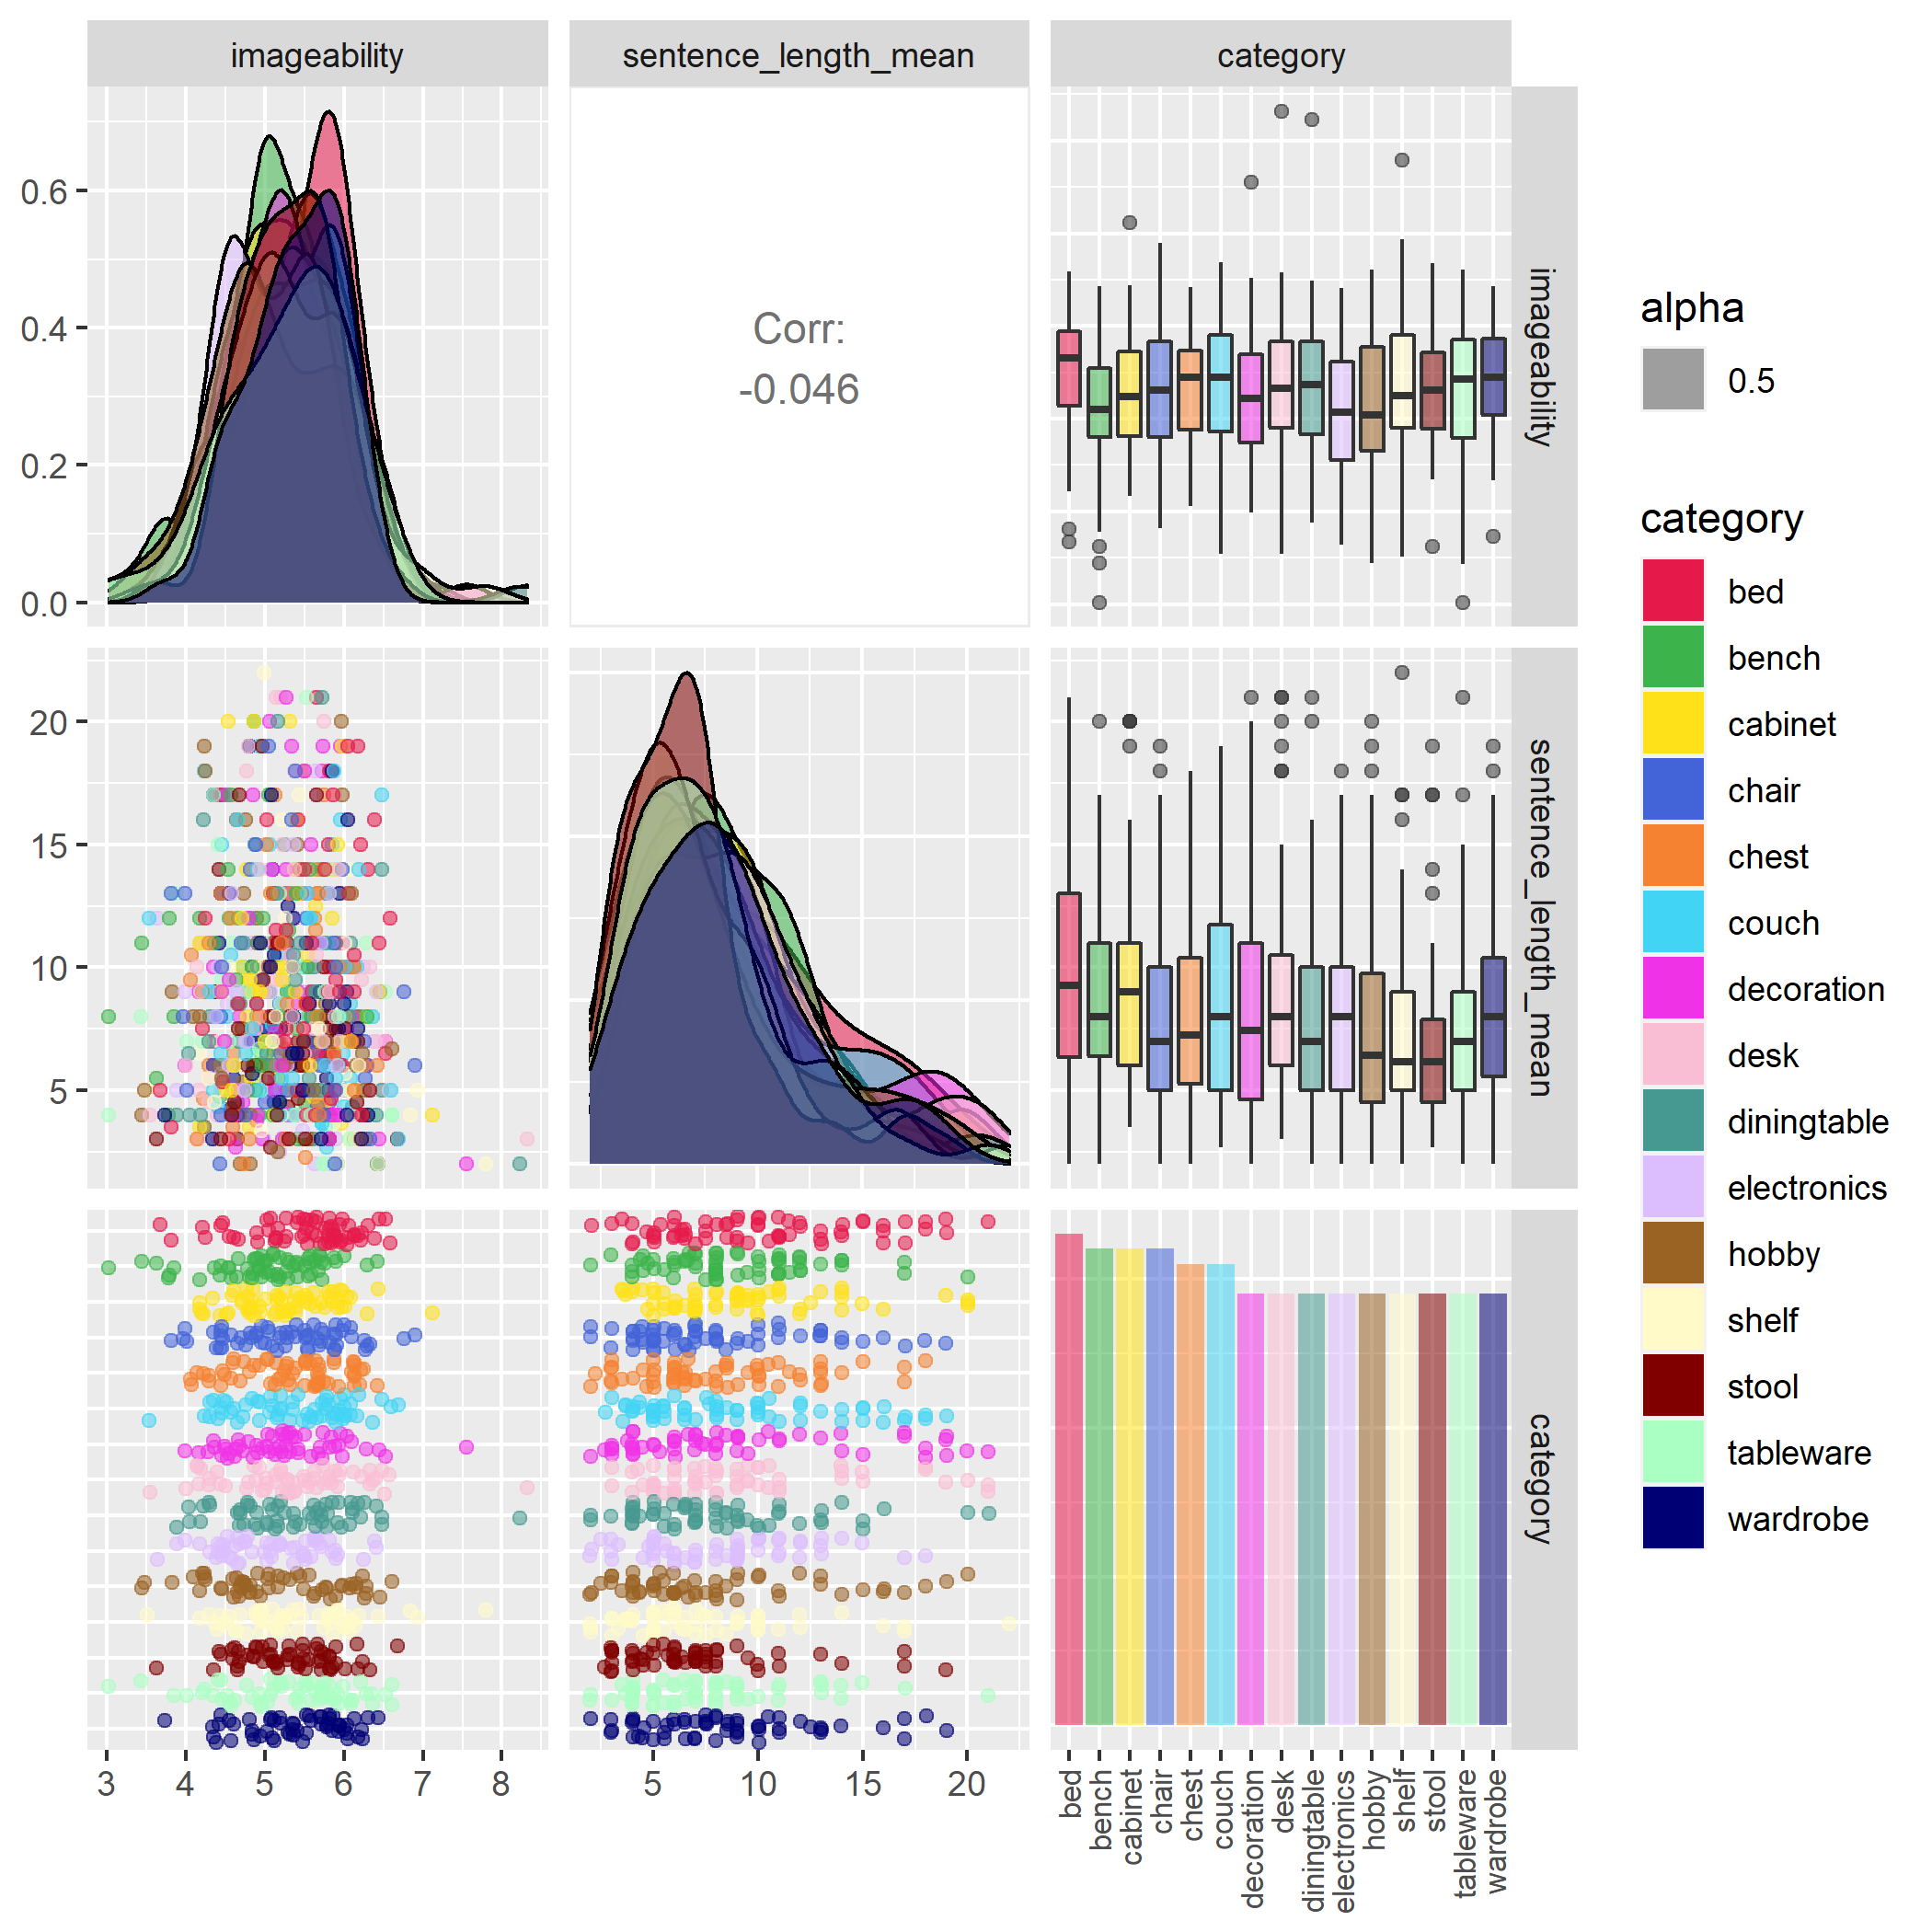 imageability
sentence_length_mean
category
0.6
0.4
0.2
0.0
Corr:
-0.046
imageability
20
15
10
5
sentence_length_mean
category
3 4 5 6 7 8
5 10 15 20
bed
bench
cabinet
chair
chest
couch
decoration
desk
diningtable
electronics
hobby
shelf
stool
tableware
wardrobe
alpha
0.5
category
bed
bench
cabinet
chair
chest
couch
decoration
desk
diningtable
electronics
hobby
shelf
stool
tableware
wardrobe